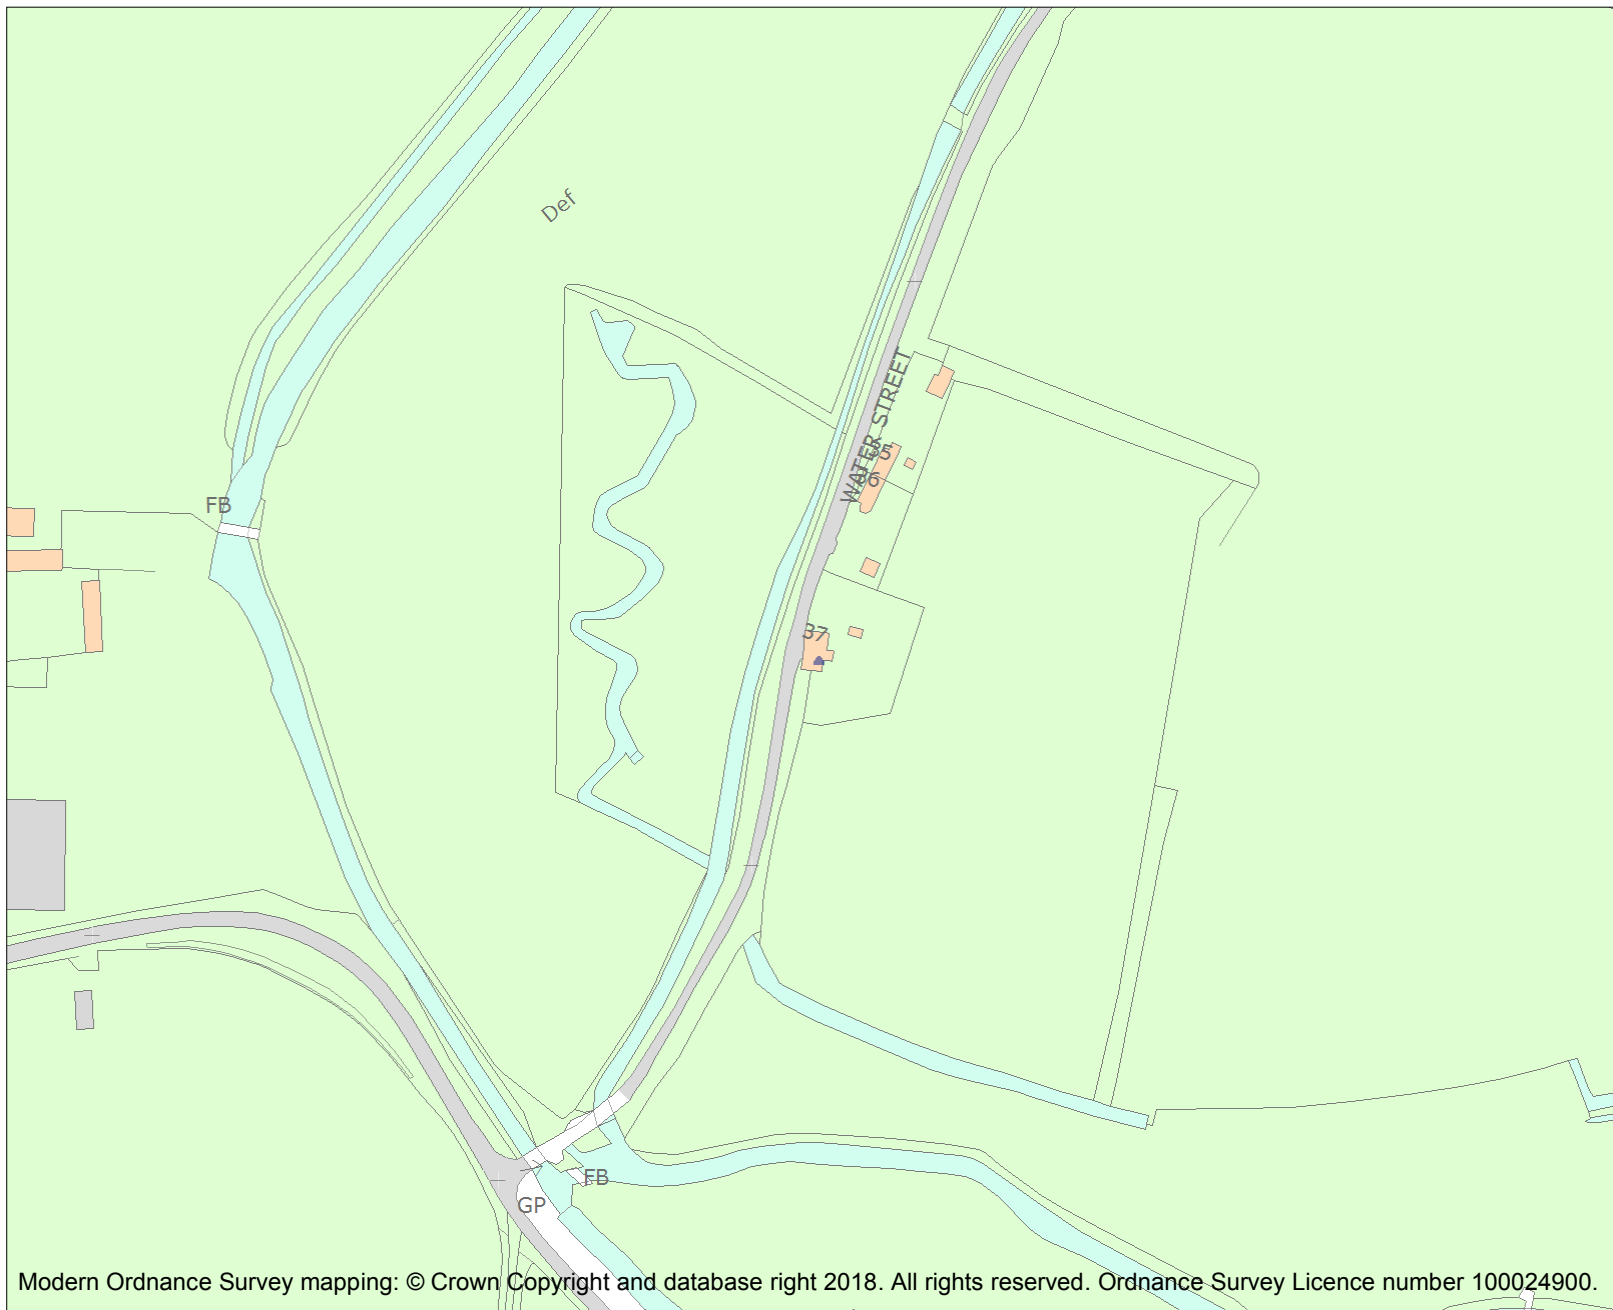 Def
WATER STREET
35
36
FB
37
FB
GP
Modern Ordnance Survey mapping: © Crown Copyright and database right 2018. All rights reserved. Ordnance Survey Licence number 100024900.